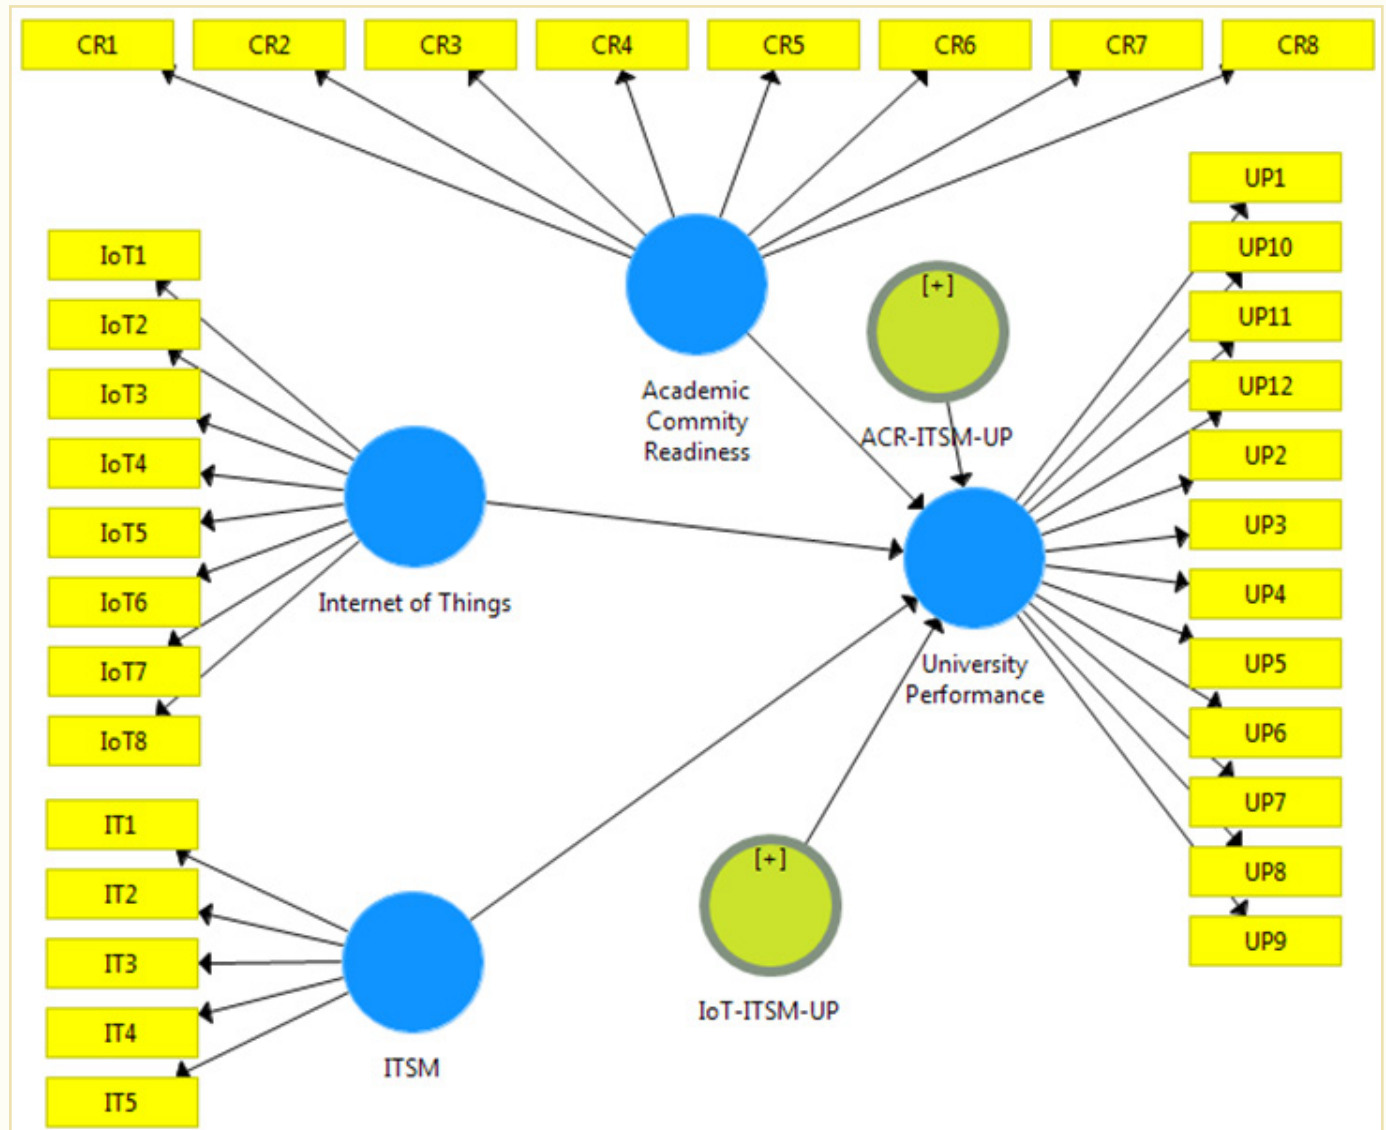 CR1
CR2
CR3
CR4
CR5
CR6
CR7
CR8
UP1
UP10
UP11
UP12
UP2
UP3
UP4
UP5
UP6
UP7
UP8
UP9
IoT1
IoT2
IoT3
IoT4
IoT5
IoT6
IoT7
IoT8
[+]
Academic
Commity
Readiness
ACR-ITSM-UP
Internet of Things
University
Performance
IT1
IT2
IT3
IT4
IT5
[+]
IoT-ITSM-UP
ITSM